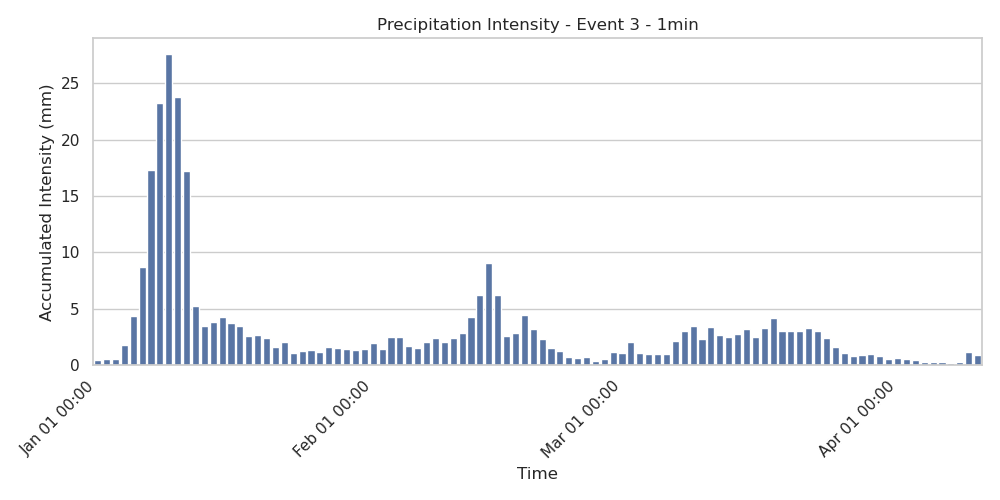 Precipitation Intensity - Event 3 - 1min
Accumulated Intensity (mm)
25
20
15
10
5
0
Jan 01 00:00
Feb 01 00:00
Mar 01 00:00
Apr 01 00:00
Time